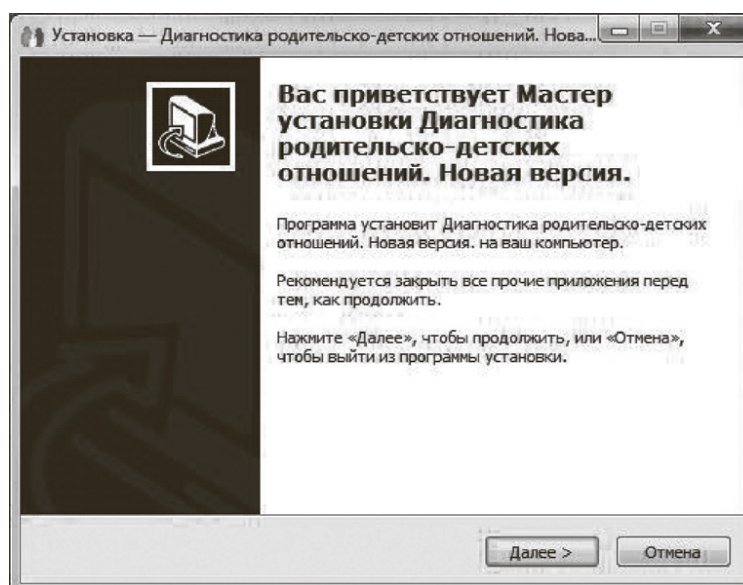 Установка — Диагностика родительско-детских отношений. Нова...
Вас приветствует Мастер
установки Диагностика
родительско-детских
отношений. Новая версия.
Программа установит Диагностика родительско-детских
отношений. Новая версия. на ваш компьютер.
Рекомендуется закрыть все прочие приложения перед
тем, как продолжить.
Нажмите «Далее», чтобы продолжить, или «Отмена»,
чтобы выйти из программы установки.
Далее > Отмена